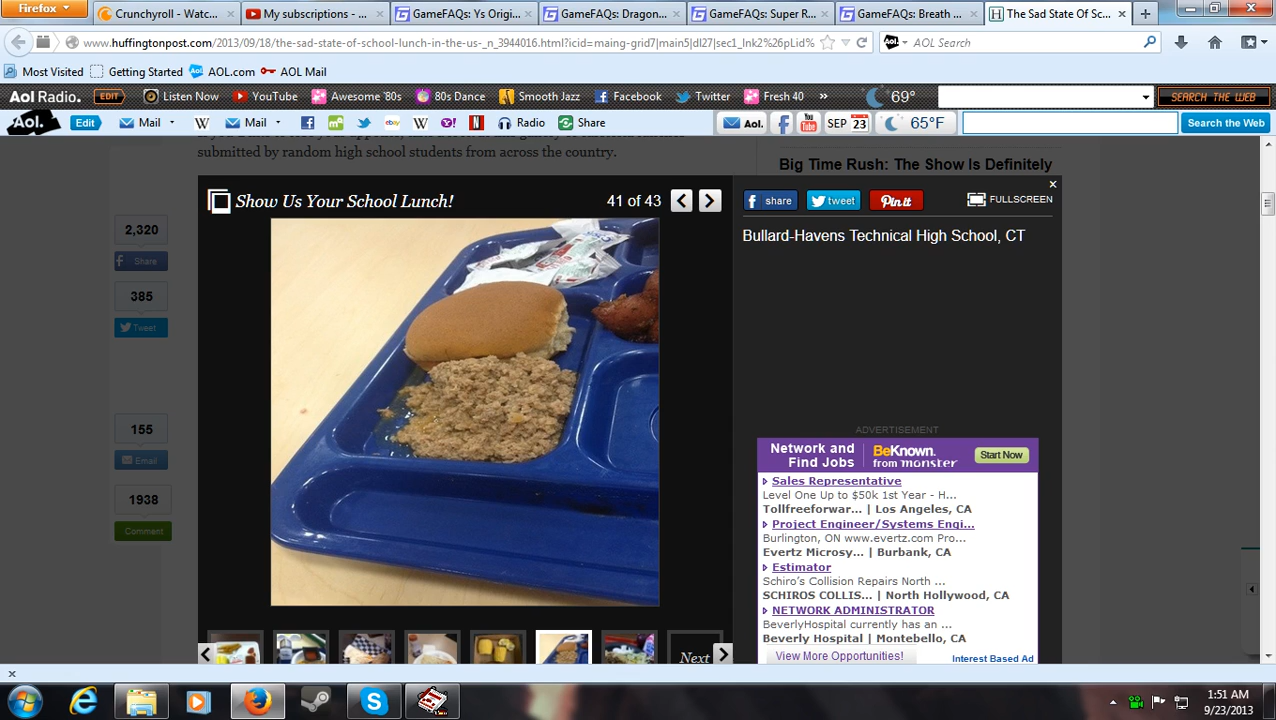 Firefox
Crunchyroll - Watc...
My subscriptions - ...
GameFAQs: Ys Origi...
GameFAQs: Dragon...
GameFAQs: Super R...
GameFAQs: Breath ...
The Sad State Of Sc...
www.huffingtonpost.com/2013/09/18/the-sad-state-of-school-lunch-in-the-us-_n_3944016.html?icid=maing-grid7|main5|dl27|sec1_lnk2%26pLid%
AOL Search
Most Visited
Getting Started
AOL.com
AOL Mail
Aol Radio.
EDIT
Listen Now
YouTube
Awesome '80s
80s Dance
Smooth Jazz
Facebook
Twitter
Fresh 40
69°
SEARCH THE WEB
Aol.
Edit
Mail
Mail
Radio
Share
Aol.
SEP 23
65°F
Search the Web
submitted by random high school students from across the country.
Big Time Rush: The Show Is Definitely
Show Us Your School Lunch!
41 of 43
share
tweet
Pin it
FULLSCREEN
Bullard-Havens Technical High School, CT
2,320
Share
385
Tweet
155
Email
1938
Comment
ADVERTISEMENT
Network and Find Jobs
BeKnown. from monster
Start Now
Sales Representative
Level One Up to $50k 1st Year - H...
Tollfreeforwar... | Los Angeles, CA
Project Engineer/Systems Engi...
Burlington, ON www.evertz.com Pro...
Evertz Microsy... | Burbank, CA
Estimator
Schiro's Collision Repairs North ...
SCHIROS COLLIS... | North Hollywood, CA
NETWORK ADMINISTRATOR
BeverlyHospital currently has an ...
Beverly Hospital | Montebello, CA
View More Opportunities!
Interest Based Ad
Next
1:51 AM
9/23/2013